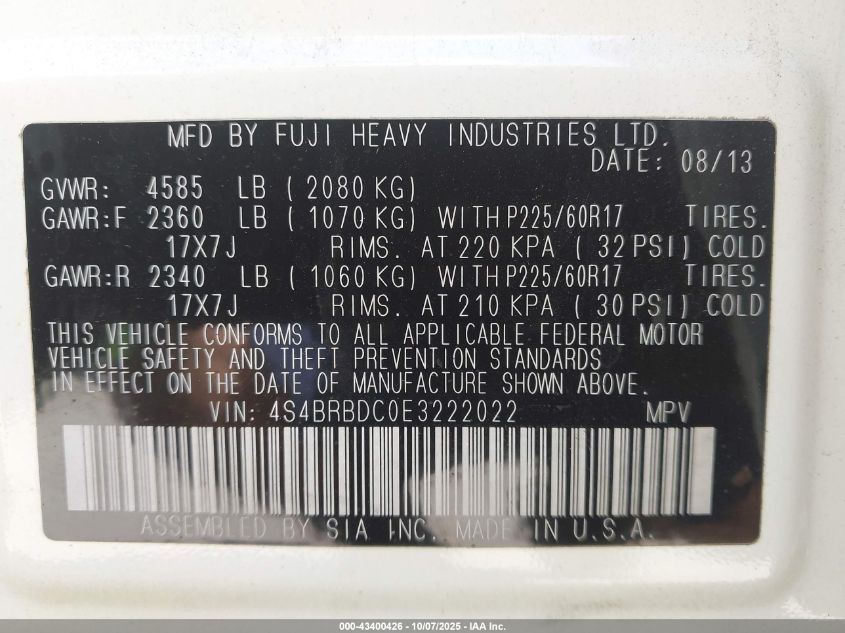 MFD BY FUJI HEAVY INDUSTRIES LTD.
DATE: 08/13
GVWR: 4585 LB ( 2080 KG)
GAWR:F 2360 LB ( 1070 KG) WITH P225/60R17 TIRES.
17X7J RIMS. AT 220 KPA ( 32 PSI) COLD
GAWR:R 2340 LB ( 1060 KG) WITH P225/60R17 TIRES.
17X7J RIMS. AT 210 KPA ( 30 PSI) COLD
THIS VEHICLE CONFORMS TO ALL APPLICABLE FEDERAL MOTOR
VEHICLE SAFETY AND THEFT PREVENTION STANDARDS
IN EFFECT ON THE DATE OF MANUFACTURE SHOWN ABOVE.
VIN: 4S4BRBDC0E3222022 MPV
ASSEMBLED BY SIA INC. MADE IN U.S.A.
000-43400426 - 10/07/2025 - IAA Inc.